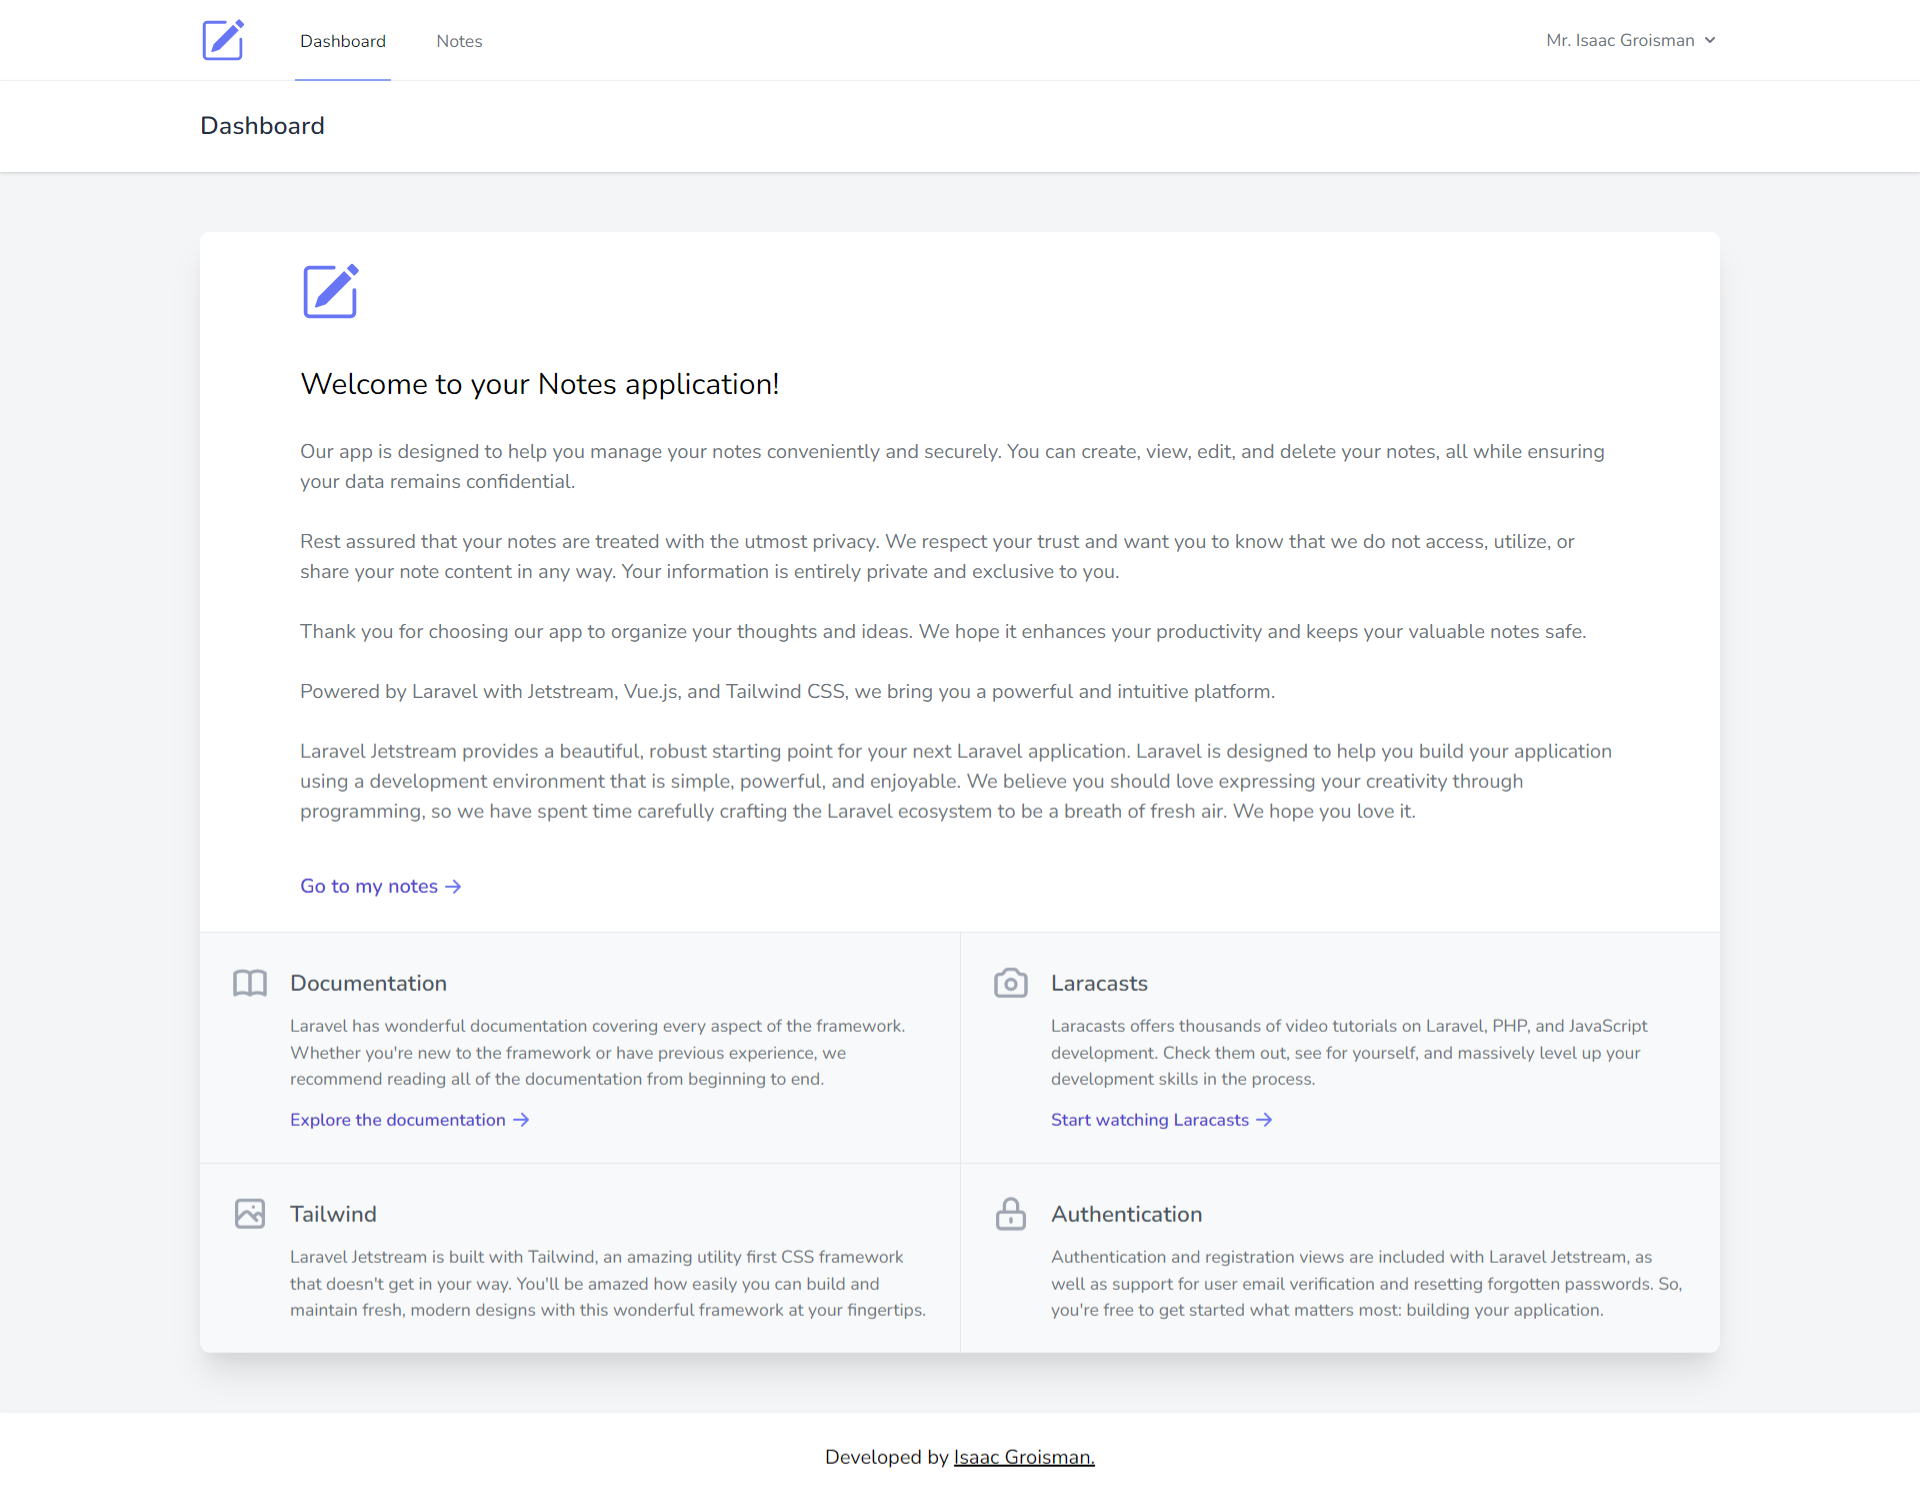 Dashboard
Notes
Mr. Isaac Groisman
Dashboard
Welcome to your Notes application!
Our app is designed to help you manage your notes conveniently and securely. You can create, view, edit, and delete your notes, all while ensuring
your data remains confidential.
Rest assured that your notes are treated with the utmost privacy. We respect your trust and want you to know that we do not access, utilize, or
share your note content in any way. Your information is entirely private and exclusive to you.
Thank you for choosing our app to organize your thoughts and ideas. We hope it enhances your productivity and keeps your valuable notes safe.
Powered by Laravel with Jetstream, Vue.js, and Tailwind CSS, we bring you a powerful and intuitive platform.
Laravel Jetstream provides a beautiful, robust starting point for your next Laravel application. Laravel is designed to help you build your application
using a development environment that is simple, powerful, and enjoyable. We believe you should love expressing your creativity through
programming, so we have spent time carefully crafting the Laravel ecosystem to be a breath of fresh air. We hope you love it.
Go to my notes →
Documentation
Laravel has wonderful documentation covering every aspect of the framework.
Whether you're new to the framework or have previous experience, we
recommend reading all of the documentation from beginning to end.
Explore the documentation →
Laracasts
Laracasts offers thousands of video tutorials on Laravel, PHP, and JavaScript
development. Check them out, see for yourself, and massively level up your
development skills in the process.
Start watching Laracasts →
Tailwind
Laravel Jetstream is built with Tailwind, an amazing utility first CSS framework
that doesn't get in your way. You'll be amazed how easily you can build and
maintain fresh, modern designs with this wonderful framework at your fingertips.
Authentication
Authentication and registration views are included with Laravel Jetstream, as
well as support for user email verification and resetting forgotten passwords. So,
you're free to get started what matters most: building your application.
Developed by Isaac Groisman.